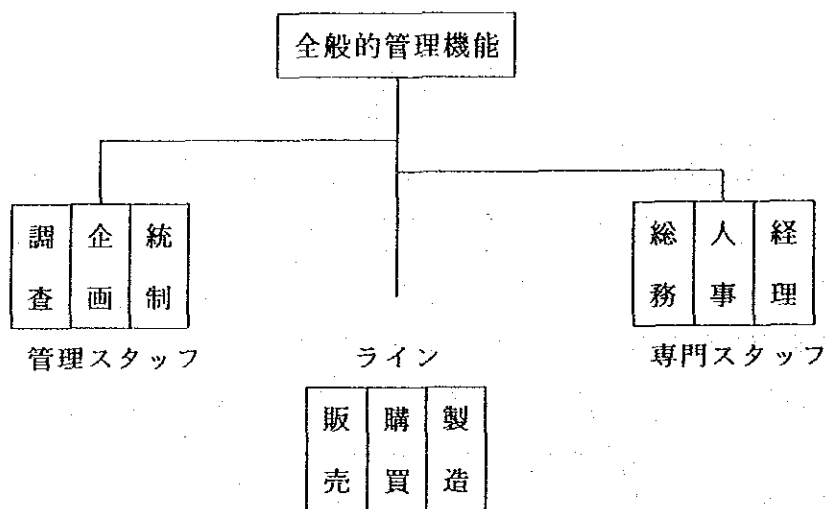 全般的管理機能
調査
企画
統制
総務
人事
経理
管理スタッフ
ライン
専門スタッフ
販売
購買
製造